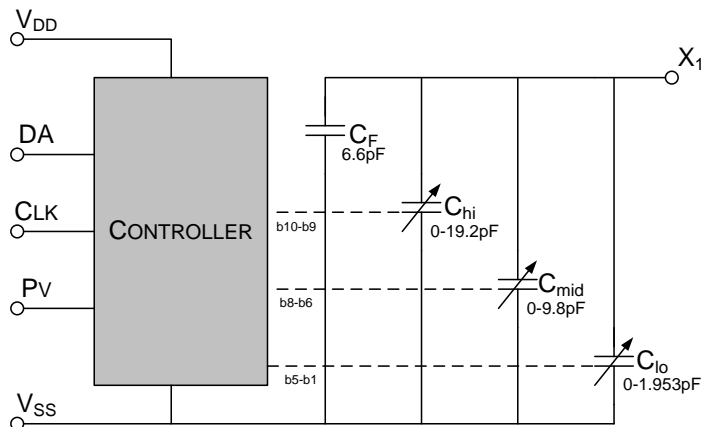 VDD
X1
DA
CF
6.6pF
CLK
CONTROLLER
Chi
0-19.2pF
b10-b9
PV
Cmid
0-9.8pF
b8-b6
Clo
0-1.953pF
b5-b1
VSS